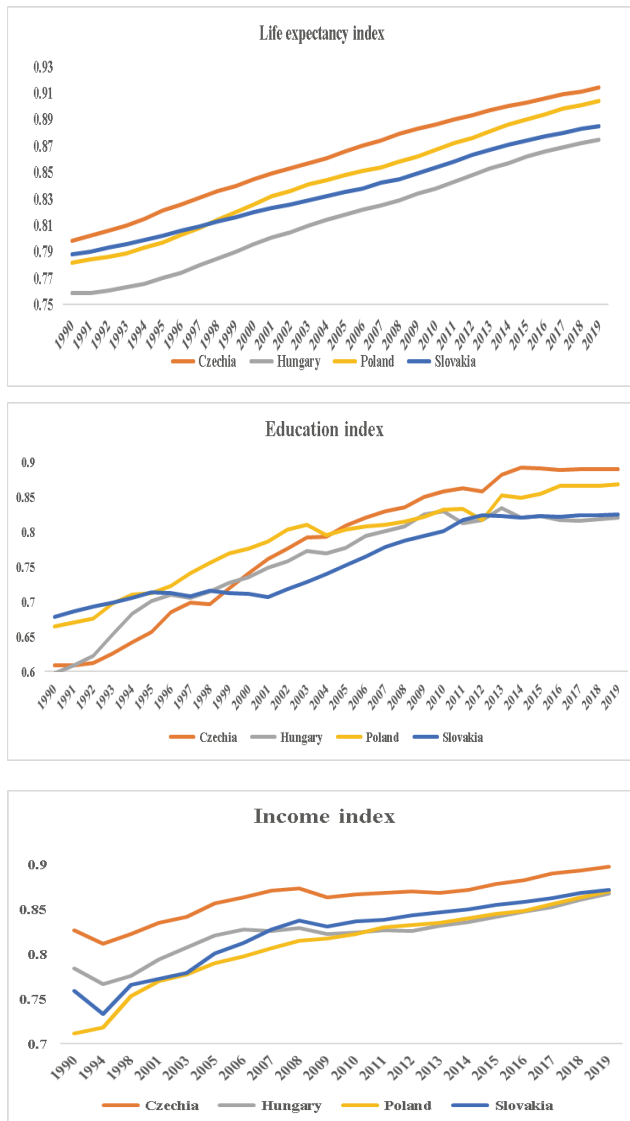 Life expectancy index
0.93
0.91
0.89
0.87
0.85
0.83
0.81
0.79
0.77
0.75
1990 1991 1992 1993 1994 1995 1996 1997 1998 1999 2000 2001 2002 2003 2004 2005 2006 2007 2008 2009 2010 2011 2012 2013 2014 2015 2016 2017 2018 2019
Czechia Hungary Poland Slovakia
Education index
0.9
0.85
0.8
0.75
0.7
0.65
0.6
1990 1991 1992 1993 1994 1995 1996 1997 1998 1999 2000 2001 2002 2003 2004 2005 2006 2007 2008 2009 2010 2011 2012 2013 2014 2015 2016 2017 2018 2019
Czechia Hungary Poland Slovakia
Income index
0.9
0.85
0.8
0.75
0.7
1990 1994 1998 2001 2003 2005 2006 2007 2008 2009 2010 2011 2012 2013 2014 2015 2016 2017 2018 2019
Czechia Hungary Poland Slovakia